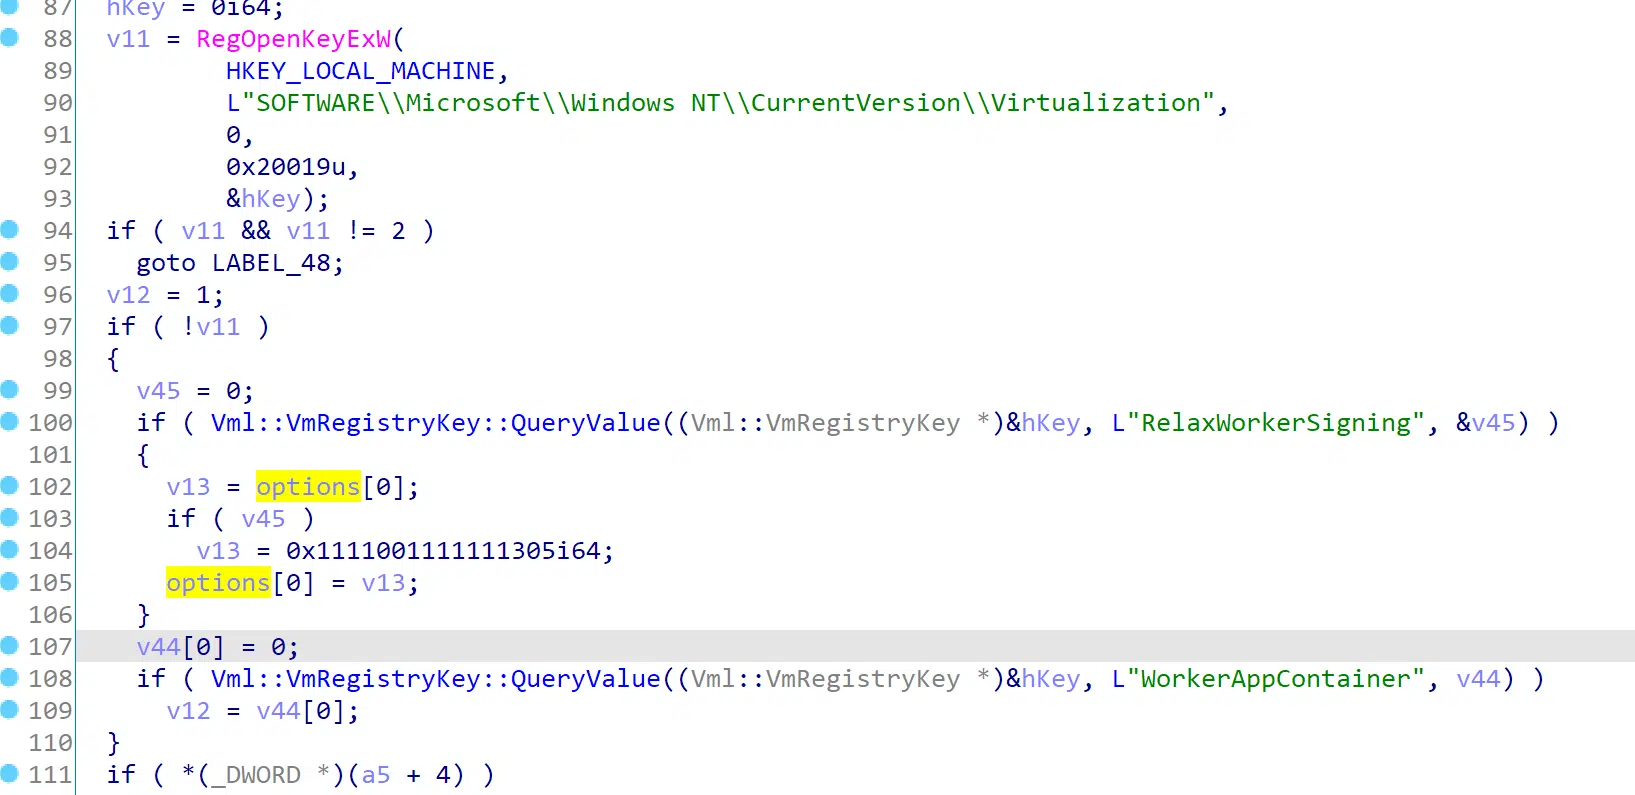 87 hKey = 0i64;
88 v11 = RegOpenKeyExW(
89 HKEY_LOCAL_MACHINE,
90 L"SOFTWARE\\Microsoft\\Windows NT\\CurrentVersion\\Virtualization",
91 0,
92 0x20019u,
93 &hKey);
94 if ( v11 && v11 != 2 )
95 goto LABEL_48;
96 v12 = 1;
97 if ( !v11 )
98 {
99 v45 = 0;
100 if ( Vml::VmRegistryKey::QueryValue((Vml::VmRegistryKey *)&hKey, L"RelaxWorkerSigning", &v45) )
101 {
102 v13 = options[0];
103 if ( v45 )
104 v13 = 0x1111001111111305i64;
105 options[0] = v13;
106 }
107 v44[0] = 0;
108 if ( Vml::VmRegistryKey::QueryValue((Vml::VmRegistryKey *)&hKey, L"WorkerAppContainer", v44) )
109 v12 = v44[0];
110 }
111 if ( *(_DWORD *)(a5 + 4) )